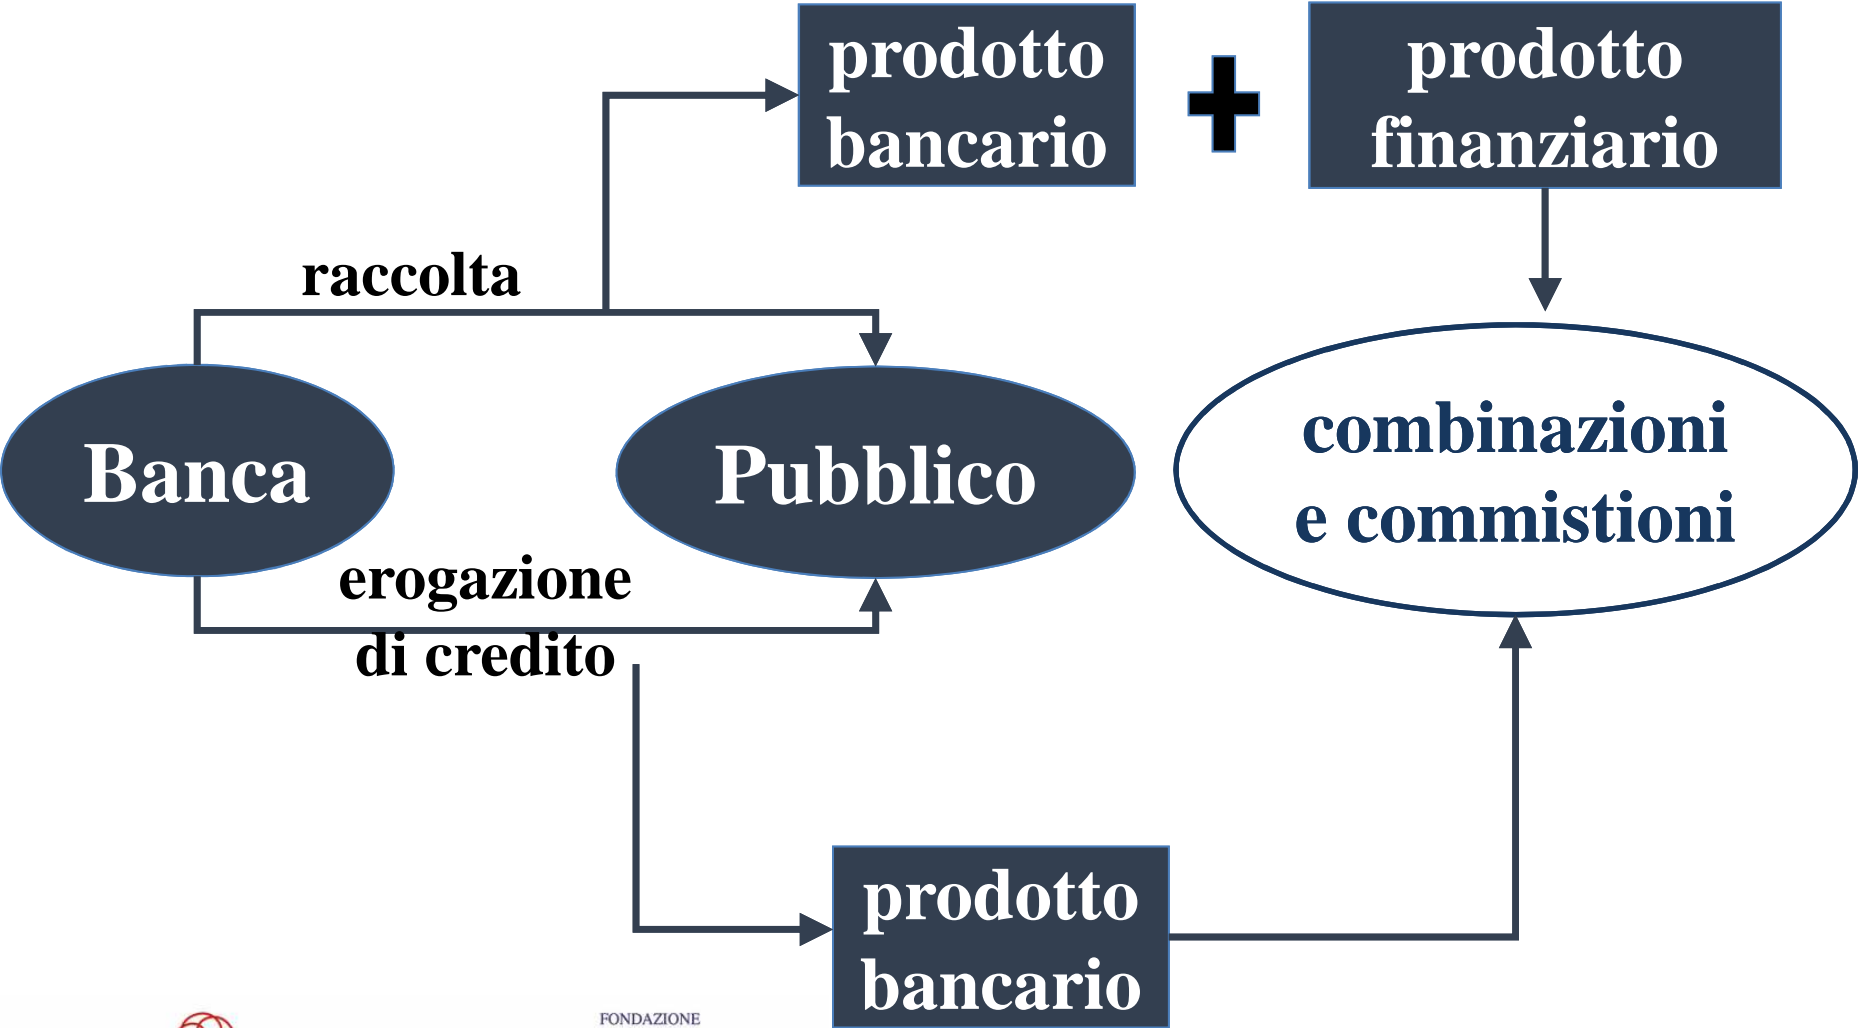 prodotto
bancario
prodotto
finanziario
raccolta
Banca
Pubblico
combinazioni
e commistioni
erogazione
di credito
prodotto
bancario
FONDAZIONE